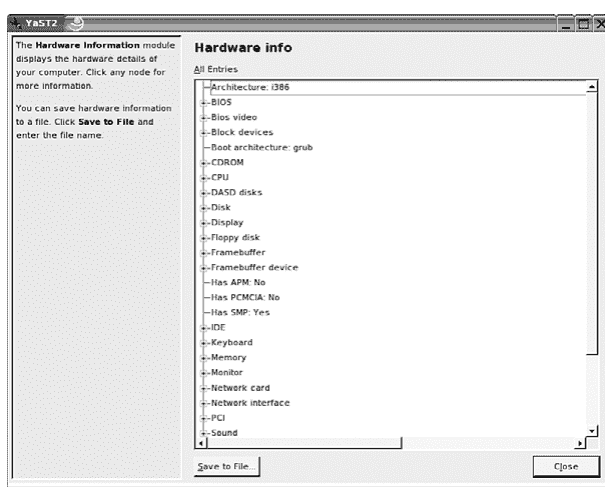 YaST2
The Hardware Information module
displays the hardware details of
your computer. Click any node for
more information.
You can save hardware information
to a file. Click Save to File and
enter the file name.
Hardware info
All Entries
Architecture: i386
BIOS
Bios video
Block devices
Boot architecture: grub
CDROM
CPU
DASD disks
Disk
Display
Floppy disk
Framebuffer
Framebuffer device
Has APM: No
Has PCMCIA: No
Has SMP: Yes
IDE
Keyboard
Memory
Monitor
Network card
Network interface
PCI
Sound
Save to File...
Close